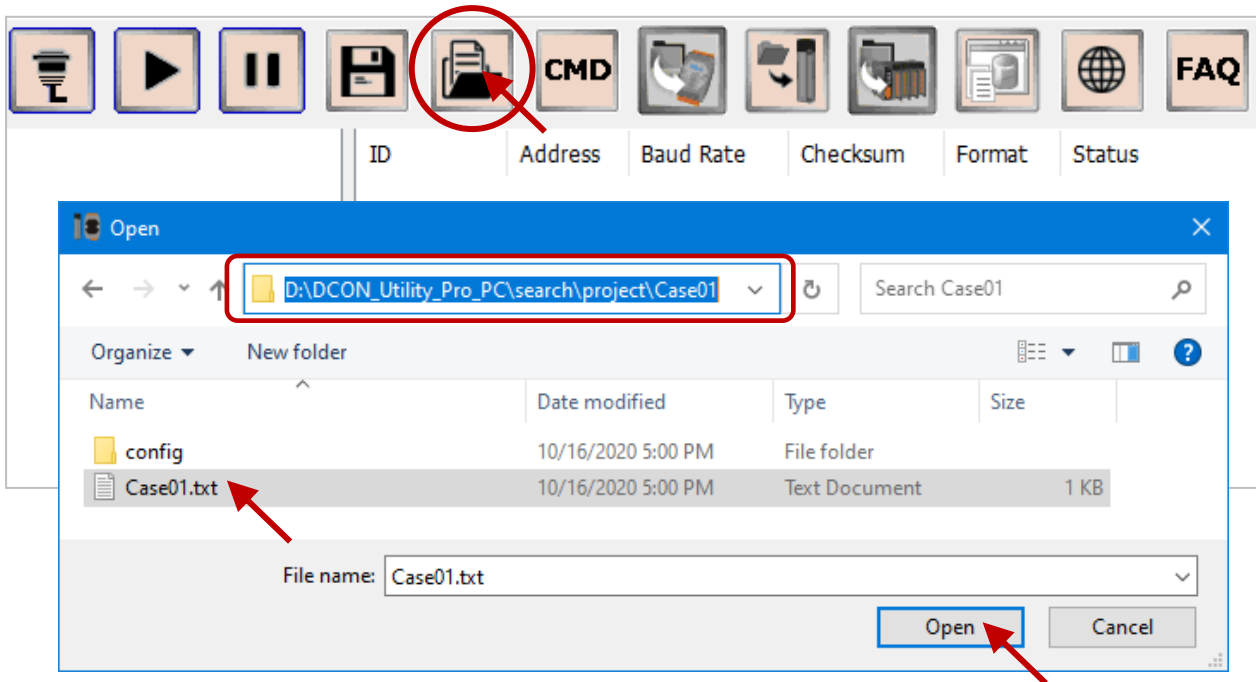 CMD FAQ
ID Address Baud Rate Checksum Format Status
Open
D:\DCON_Utility_Pro_PC\search\project\Case01 Search Case01
Organize New folder
Name Date modified Type Size
config 10/16/2020 5:00 PM File folder
Case01.txt 10/16/2020 5:00 PM Text Document 1 KB
File name: Case01.txt
Open Cancel